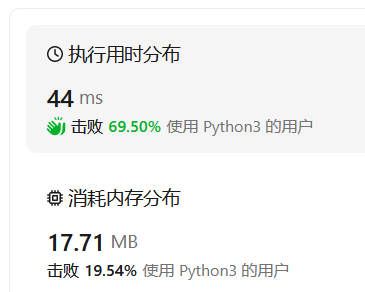 执行用时分布
44 ms
击败 69.50% 使用 Python3 的用户
消耗内存分布
17.71 MB
击败 19.54% 使用 Python3 的用户